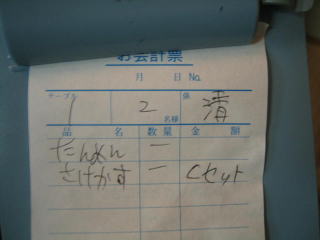 お会計票
月 日 No.
テーブル 1 2 名様 係 清
品 名 数量 金 額
たんめん 一
さけかす 一 Cセット